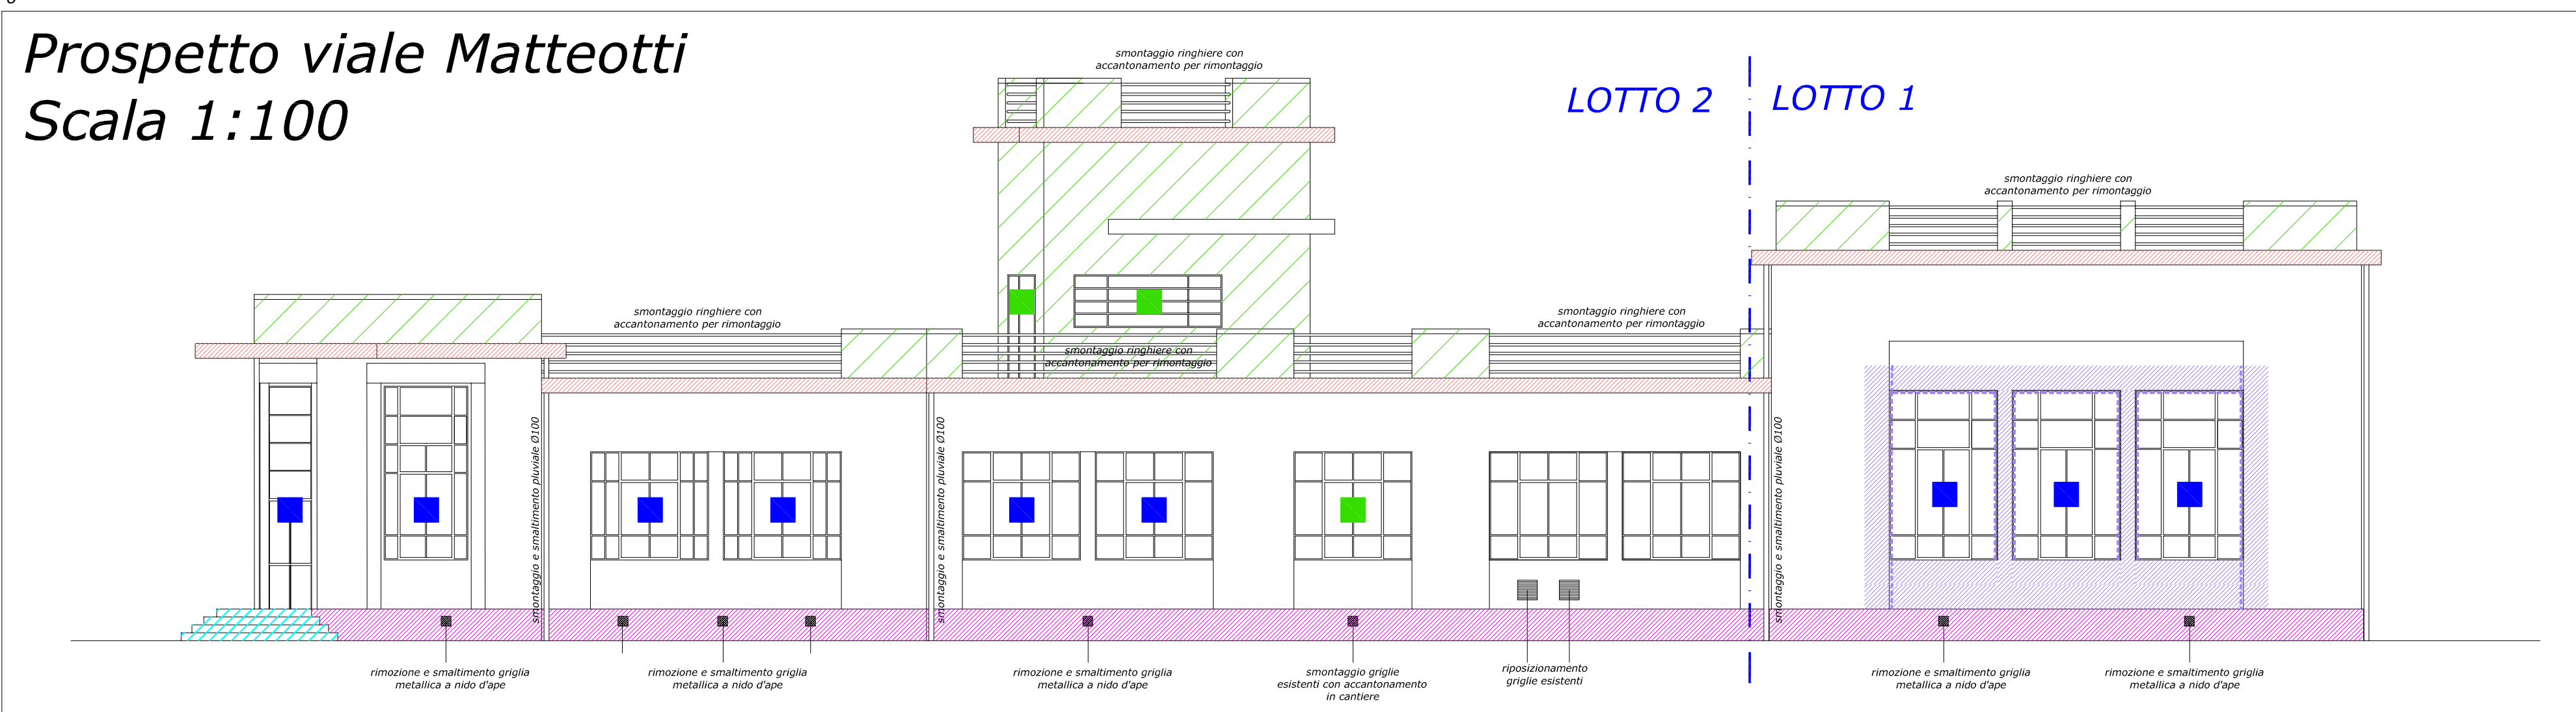 Prospetto viale Matteotti
Scala 1:100
smontaggio ringhiere con
accantonamento per rimontaggio
LOTTO 2
LOTTO 1
smontaggio ringhiere con
accantonamento per rimontaggio
smontaggio ringhiere con
accantonamento per rimontaggio
smontaggio ringhiere con
accantonamento per rimontaggio
smontaggio ringhiere con
accantonamento per rimontaggio
smontaggio e smaltimento pluviale Ø100
smontaggio e smaltimento pluviale Ø100
smontaggio e smaltimento pluviale Ø100
rimozione e smaltimento griglia
metallica a nido d'ape
rimozione e smaltimento griglia
metallica a nido d'ape
rimozione e smaltimento griglia
metallica a nido d'ape
smontaggio griglie
esistenti con accantonamento
in cantiere
riposizionamento
griglie esistenti
rimozione e smaltimento griglia
metallica a nido d'ape
rimozione e smaltimento griglia
metallica a nido d'ape